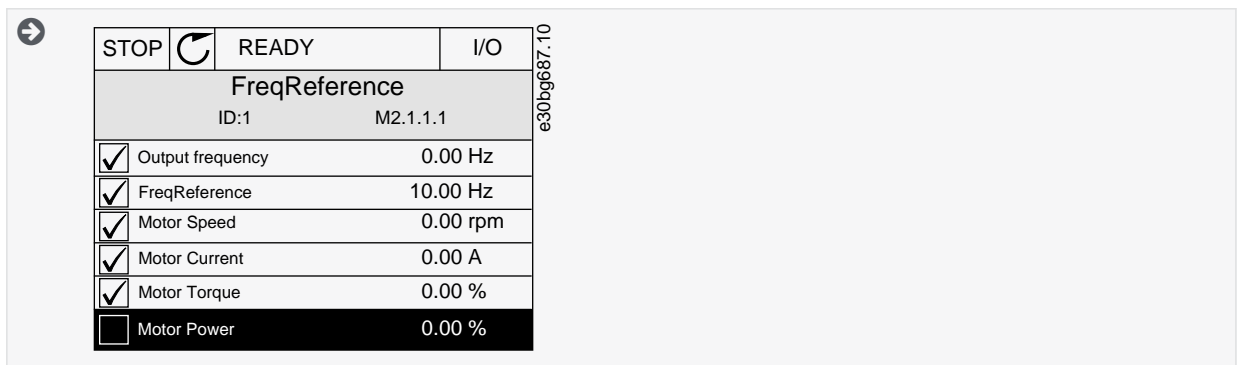 STOP READY I/O
FreqReference
ID:1 M2.1.1.1
Output frequency 0.00 Hz
FreqReference 10.00 Hz
Motor Speed 0.00 rpm
Motor Current 0.00 A
Motor Torque 0.00 %
Motor Power 0.00 %
e30bg687.10